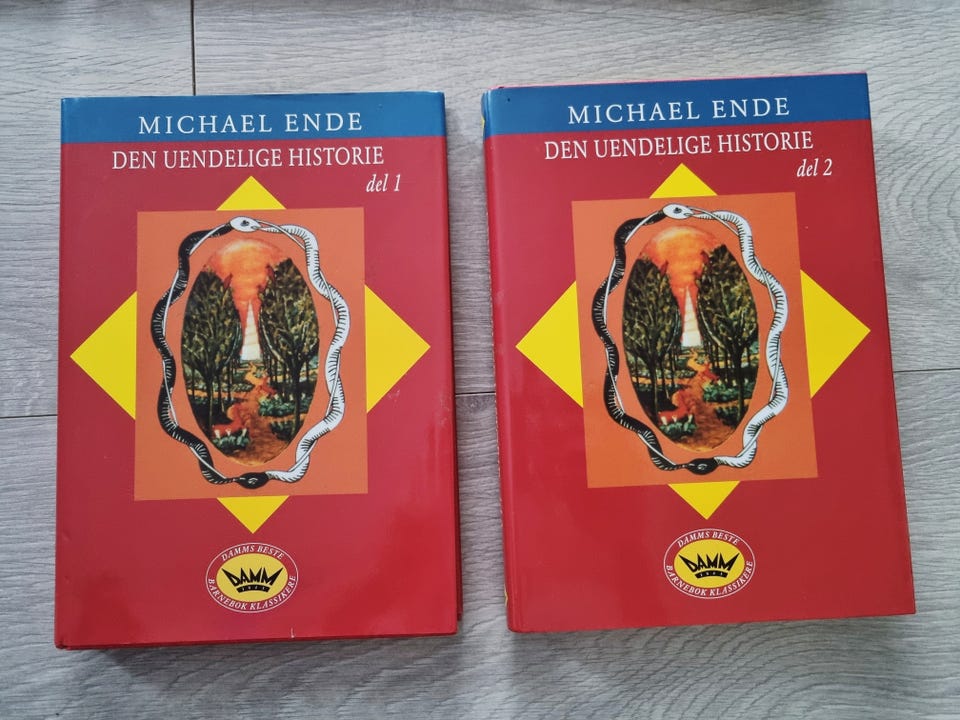 MICHAEL ENDE
DEN UENDELIGE HISTORIE
del 1
DAMMS BESTE
DAMM
BARNEBOK KLASSIKERE
MICHAEL ENDE
DEN UENDELIGE HISTORIE
del 2
DAMMS BESTE
DAMM
BARNEBOK KLASSIKERE